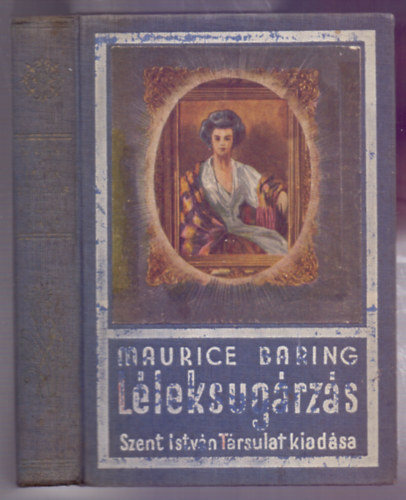 MAURICE BARING
Léleksugárzás
Szent István Társulat kiadása